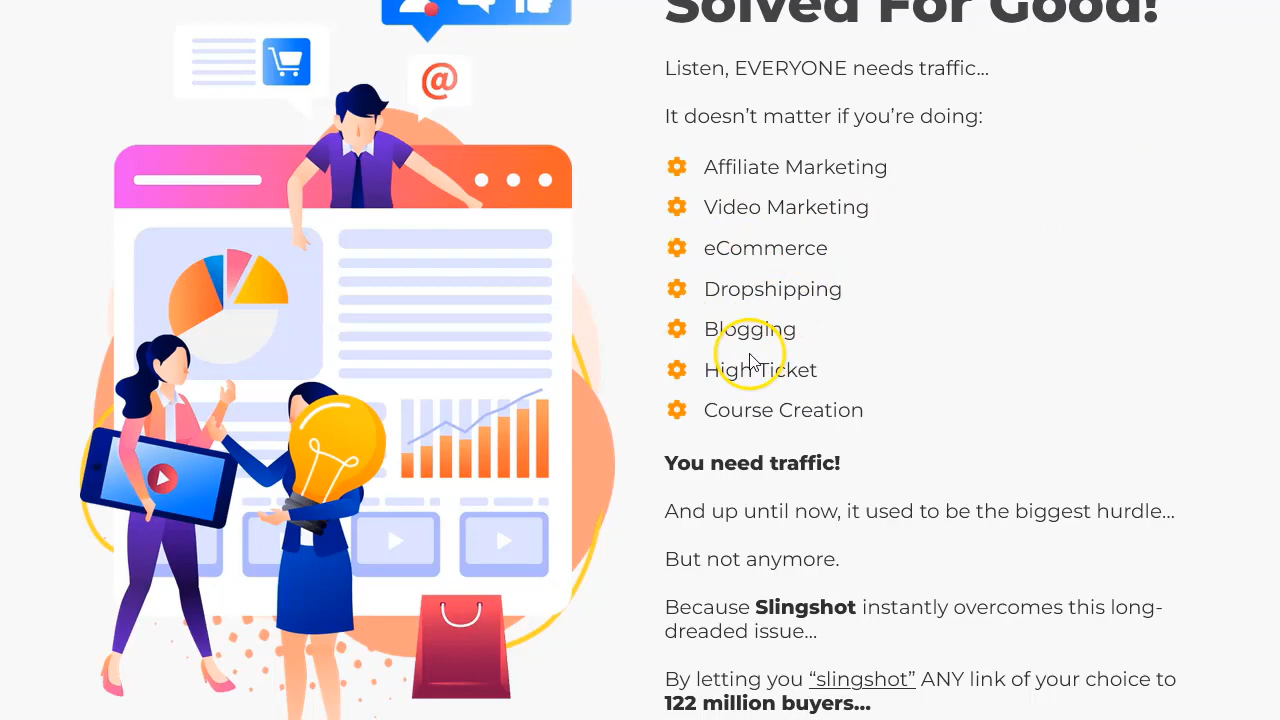 Solved For Good!
Listen, EVERYONE needs traffic...
It doesn't matter if you're doing:
Affiliate Marketing
Video Marketing
eCommerce
Dropshipping
Blogging
High Ticket
Course Creation
You need traffic!
And up until now, it used to be the biggest hurdle...
But not anymore.
Because Slingshot instantly overcomes this long-
dreaded issue...
By letting you “slingshot” ANY link of your choice to
122 million buyers...
@